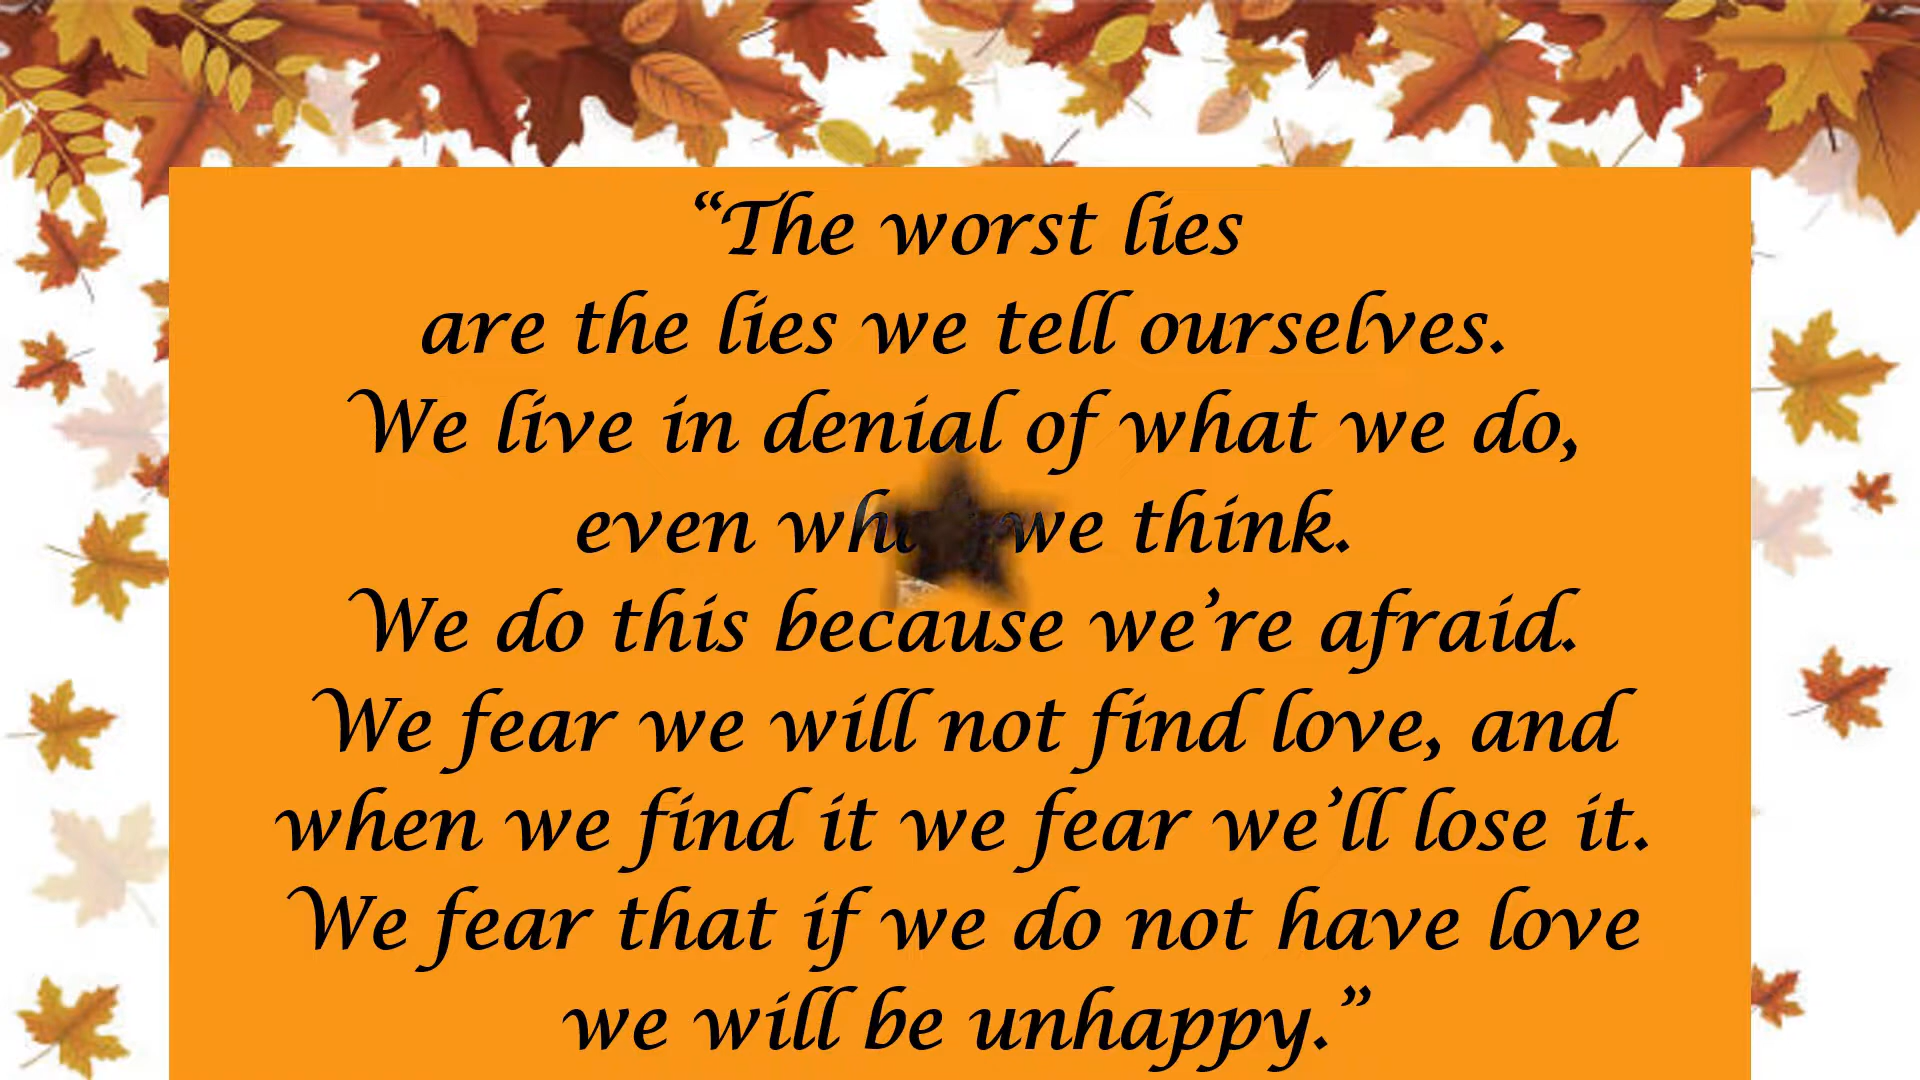 “The worst lies
are the lies we tell ourselves.
We live in denial of what we do,
even what we think.
We do this because we’re afraid.
We fear we will not find love, and
when we find it we fear we’ll lose it.
We fear that if we do not have love
we will be unhappy.”